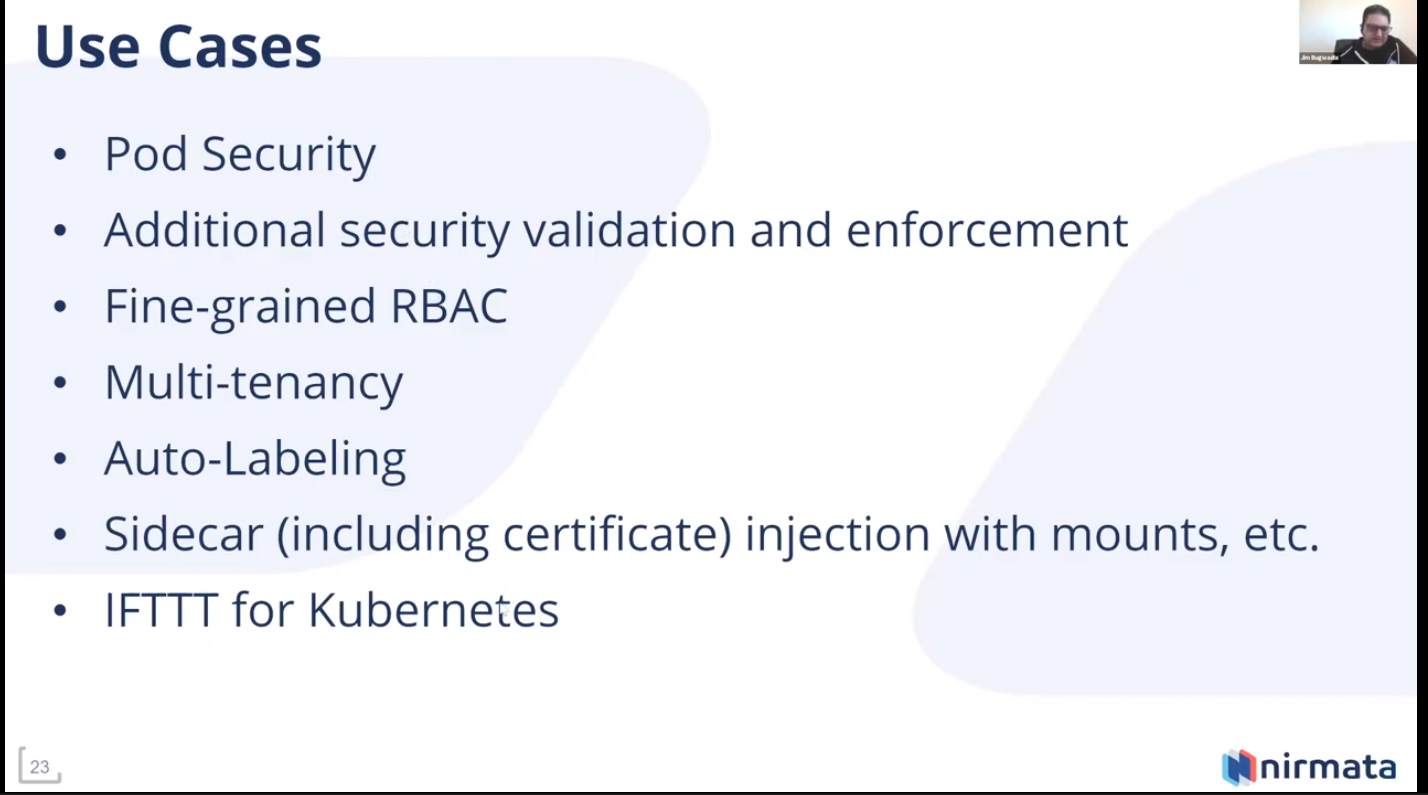 Use Cases
• Pod Security
• Additional security validation and enforcement
• Fine-grained RBAC
• Multi-tenancy
• Auto-Labeling
• Sidecar (including certificate) injection with mounts, etc.
• IFTTT for Kubernetes
23
nirmata
Jim Bugwadia